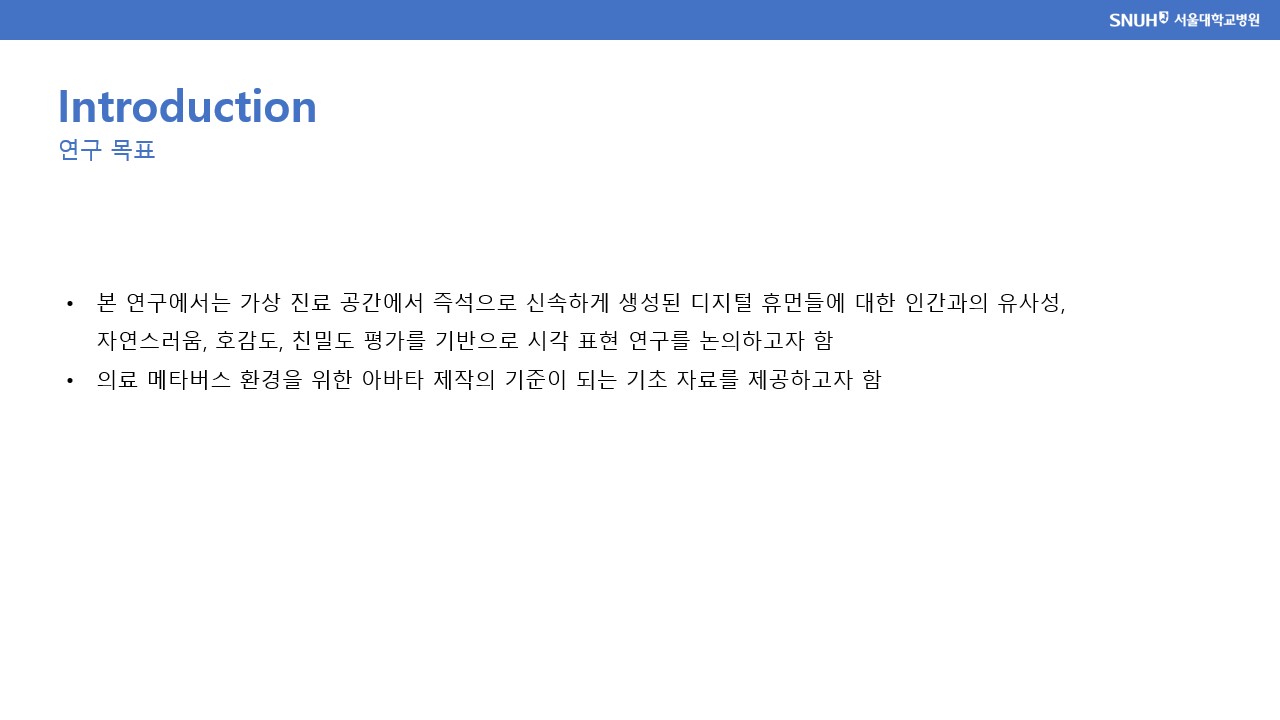 SNUH 서울대학교병원
Introduction
연구 목표
• 본 연구에서는 가상 진료 공간에서 즉석으로 신속하게 생성된 디지털 휴먼들에 대한 인간과의 유사성,
자연스러움, 호감도, 친밀도 평가를 기반으로 시각 표현 연구를 논의하고자 함
• 의료 메타버스 환경을 위한 아바타 제작의 기준이 되는 기초 자료를 제공하고자 함